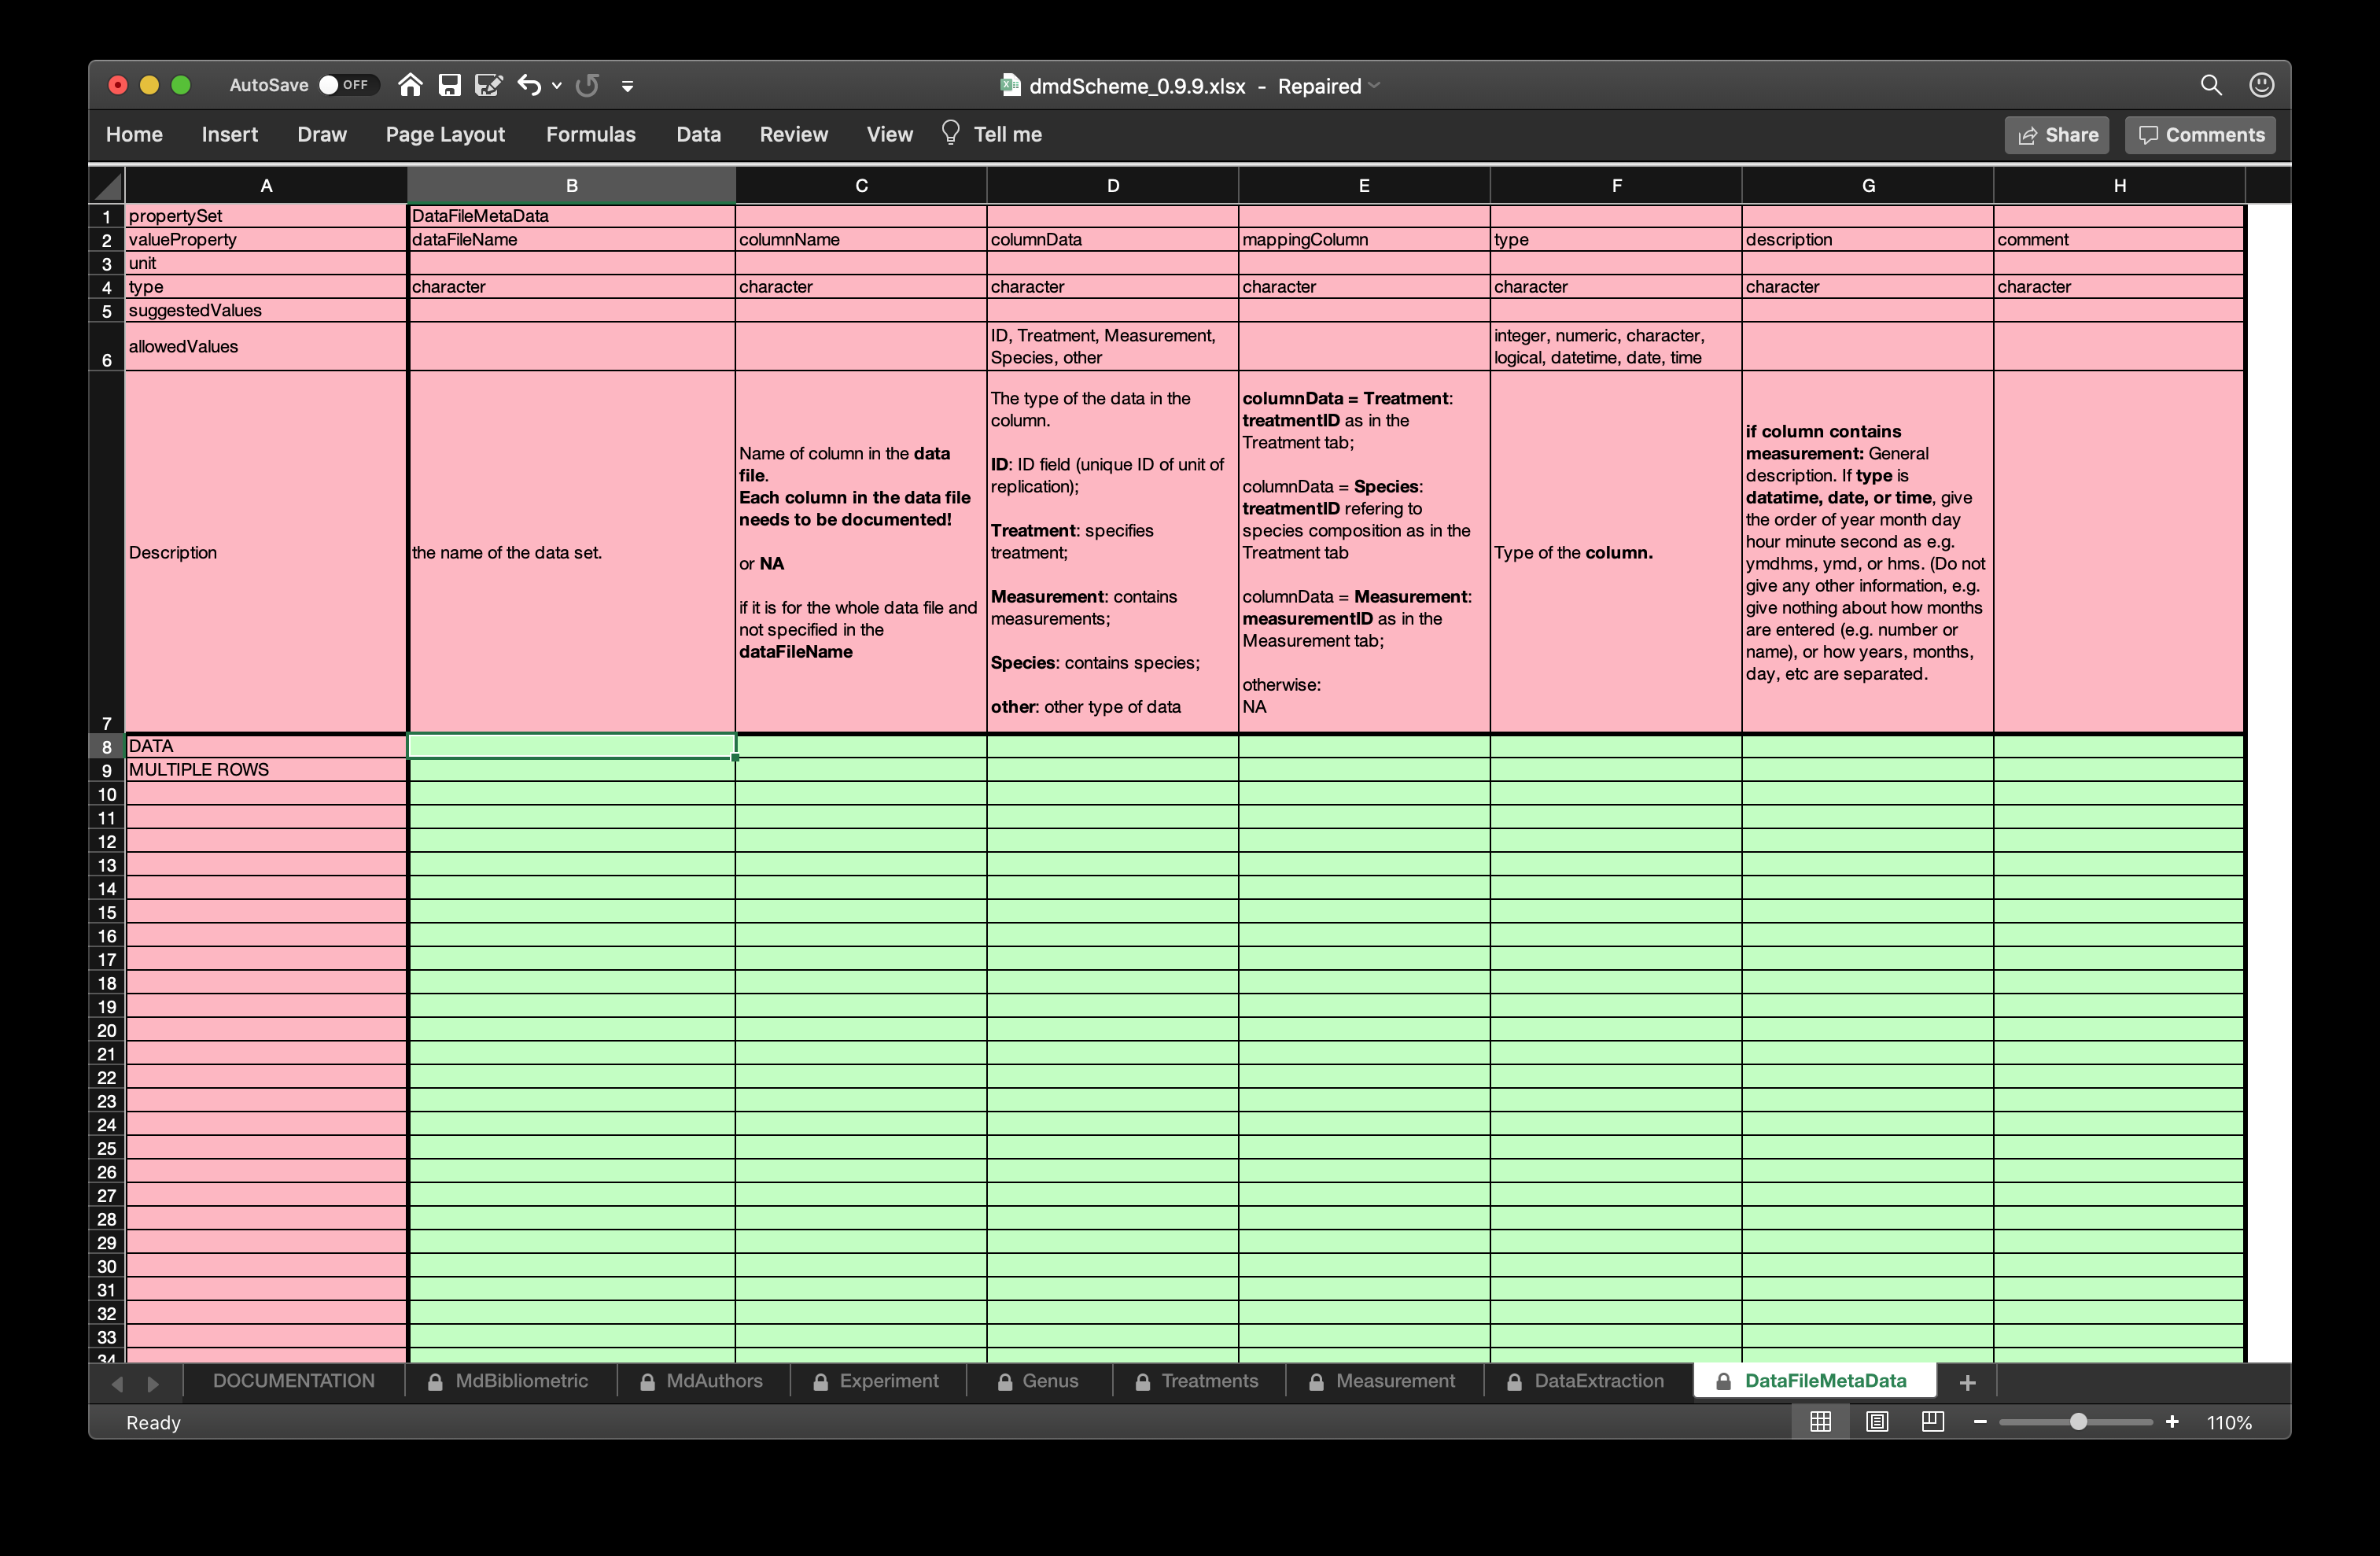 AutoSave OFF dmdScheme_0.9.9.xlsx - Repaired
Home Insert Draw Page Layout Formulas Data Review View Tell me Share Comments
A B C D E F G H
1 propertySet DataFileMetaData
2 valueProperty dataFileName columnName columnData mappingColumn type description comment
3 unit
4 type character character character character character character character
5 suggestedValues
6 allowedValues
ID, Treatment, Measurement,
Species, other
integer, numeric, character,
logical, datetime, date, time
7 Description
the name of the data set.
Name of column in the data
file.
Each column in the data file
needs to be documented!
or NA
if it is for the whole data file and
not specified in the
dataFileName
The type of the data in the
column.
ID: ID field (unique ID of unit of
replication);
Treatment: specifies
treatment;
Measurement: contains
measurements;
Species: contains species;
other: other type of data
columnData = Treatment:
treatmentID as in the
Treatment tab;
columnData = Species:
treatmentID refering to
species composition as in the
Treatment tab
columnData = Measurement:
measurementID as in the
Measurement tab;
otherwise:
NA
Type of the column.
if column contains
measurement: General
description. If type is
datatime, date, or time, give
the order of year month day
hour minute second as e.g.
ymdhms, ymd, or hms. (Do not
give any other information, e.g.
give nothing about how months
are entered (e.g. number or
name), or how years, months,
day, etc are separated.
8 DATA
9 MULTIPLE ROWS
10
11
12
13
14
15
16
17
18
19
20
21
22
23
24
25
26
27
28
29
30
31
32
33
34
DOCUMENTATION MdBibliometric MdAuthors Experiment Genus Treatments Measurement DataExtraction DataFileMetaData
Ready 110%